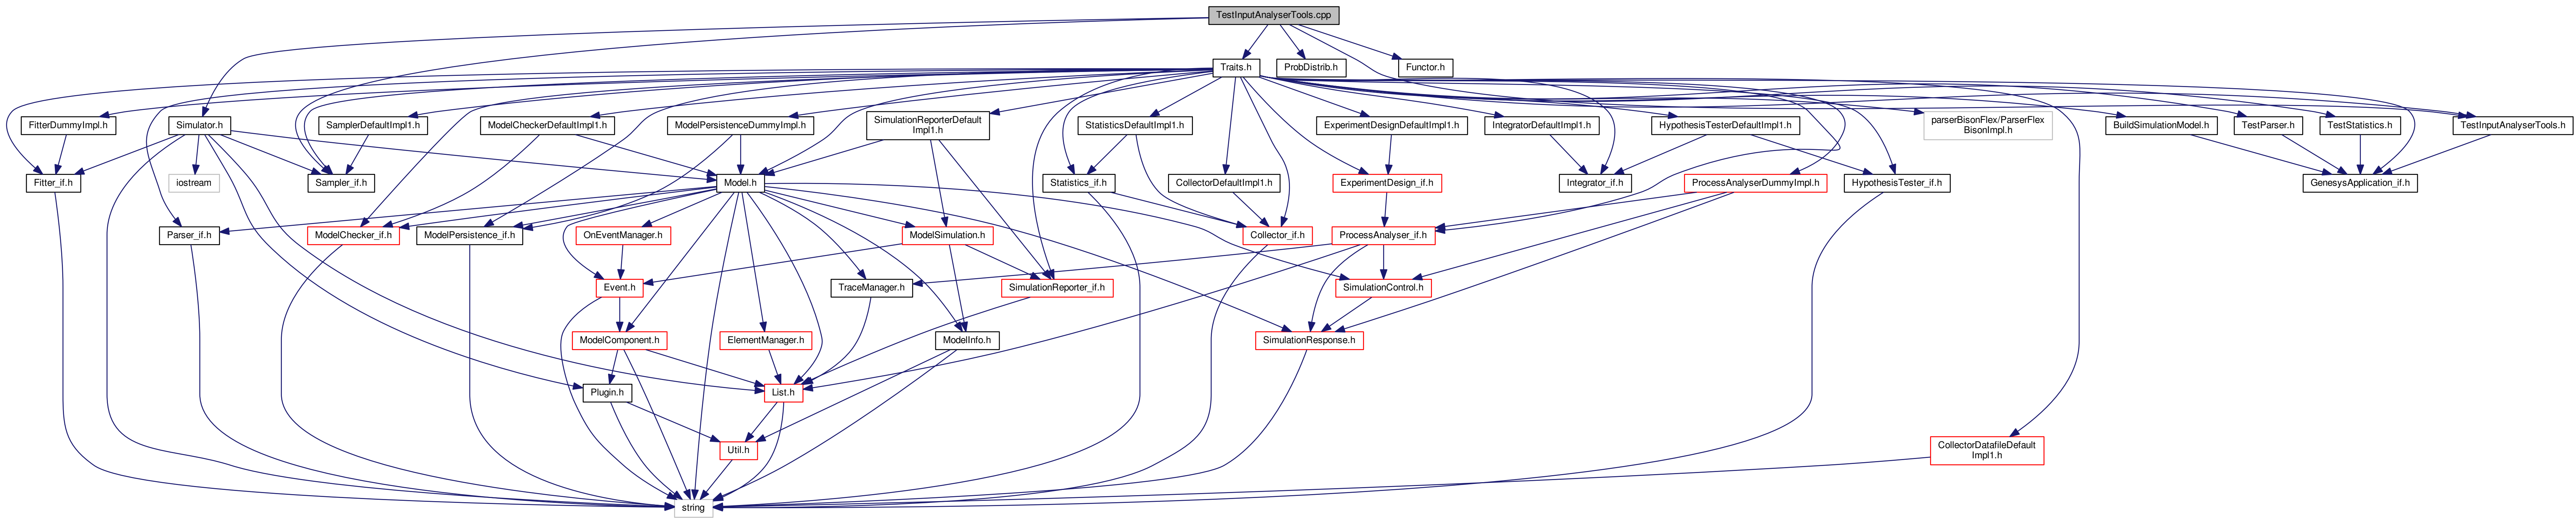 TestInputAnalyserTools.cpp
Traits.h
ProbDistrib.h
Functor.h
FitterDummyImpl.h
Simulator.h
SamplerDefaultImpl1.h
ModelCheckerDefaultImpl1.h
ModelPersistenceDummyImpl.h
SimulationReporterDefault
Impl1.h
StatisticsDefaultImpl1.h
ExperimentDesignDefaultImpl1.h
IntegratorDefaultImpl1.h
HypothesisTesterDefaultImpl1.h
parserBisonFlex/ParserFlex
BisonImpl.h
BuildSimulationModel.h
TestParser.h
TestStatistics.h
TestInputAnalyserTools.h
Fitter_if.h
iostream
Sampler_if.h
Model.h
Statistics_if.h
CollectorDefaultImpl1.h
ExperimentDesign_if.h
Integrator_if.h
ProcessAnalyserDummyImpl.h
HypothesisTester_if.h
GenesysApplication_if.h
Parser_if.h
ModelChecker_if.h
ModelPersistence_if.h
OnEventManager.h
ModelSimulation.h
Collector_if.h
ProcessAnalyser_if.h
Event.h
TraceManager.h
SimulationReporter_if.h
SimulationControl.h
ModelComponent.h
ElementManager.h
ModelInfo.h
SimulationResponse.h
Plugin.h
List.h
Util.h
CollectorDatafileDefault
Impl1.h
string